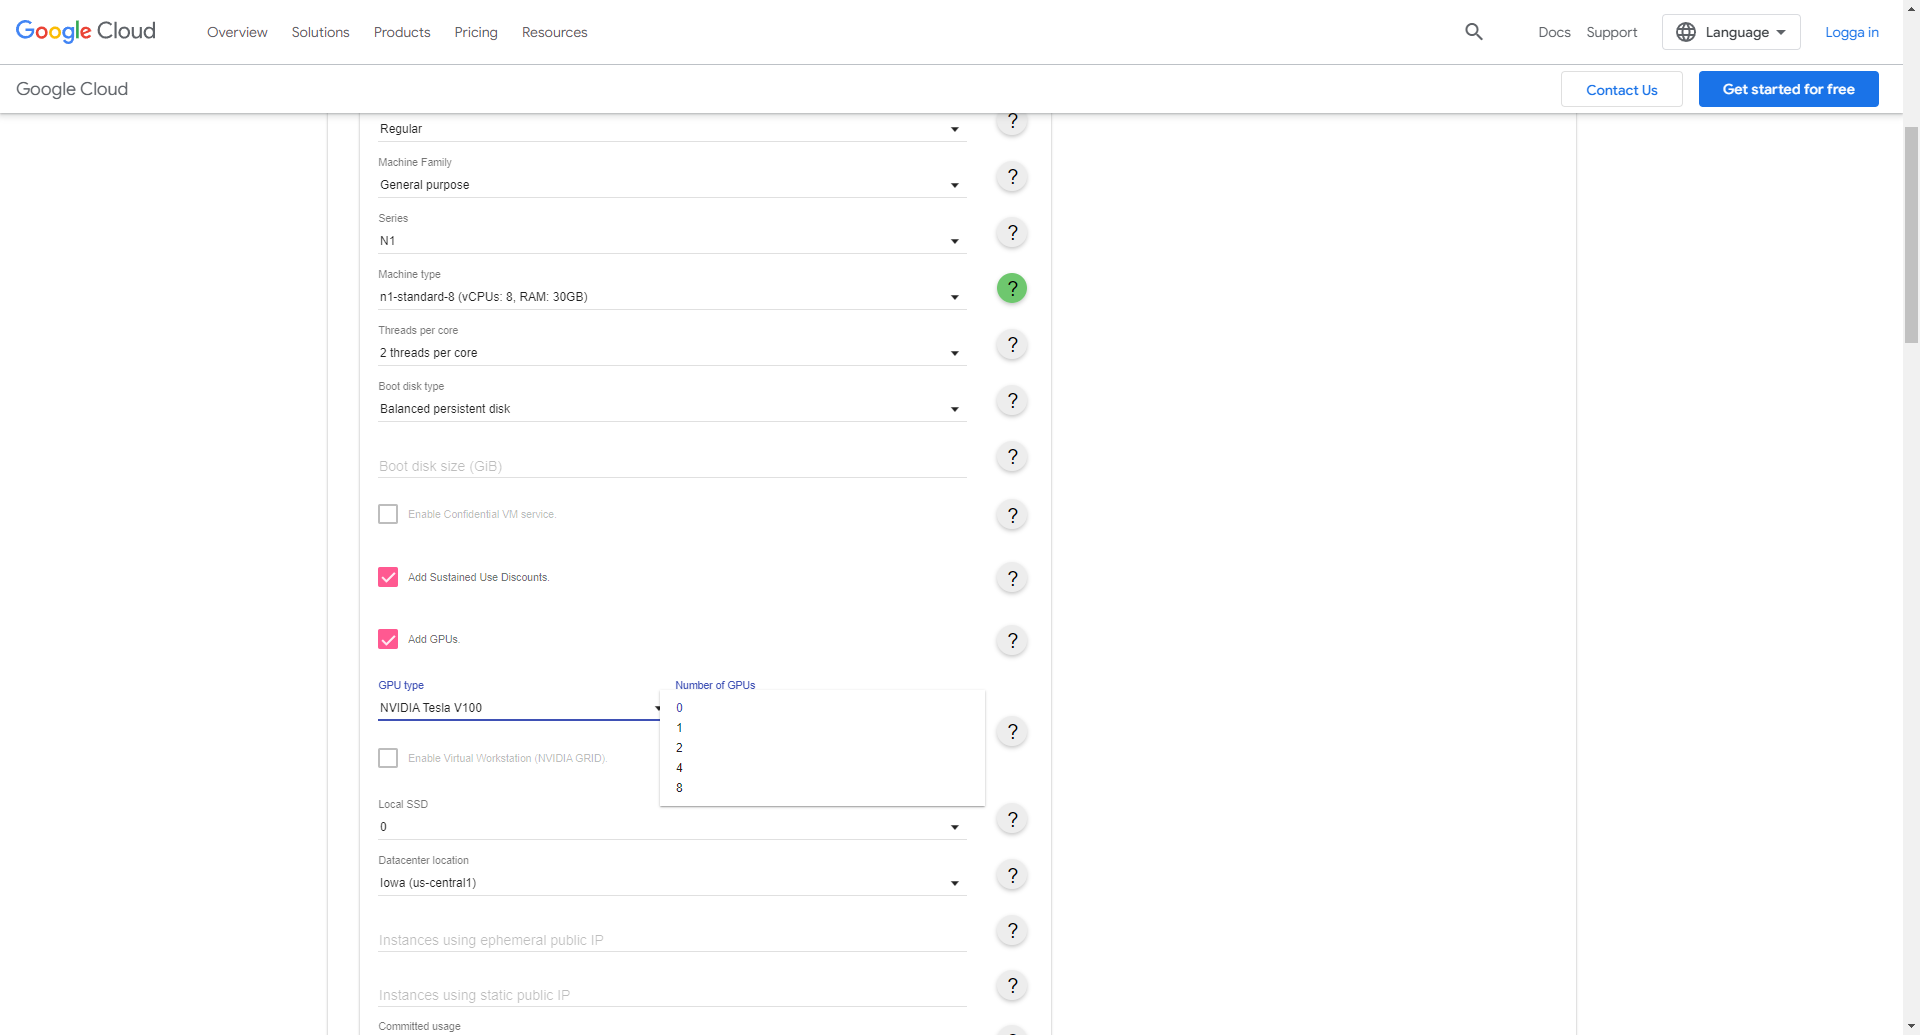 Google Cloud
Overview
Solutions
Products
Pricing
Resources
Docs
Support
Language
Logga in
Google Cloud
Contact Us
Get started for free
Regular
?
Machine Family
General purpose
?
Series
N1
?
Machine type
n1-standard-8 (vCPUs: 8, RAM: 30GB)
?
Threads per core
2 threads per core
?
Boot disk type
Balanced persistent disk
?
Boot disk size (GiB)
?
Enable Confidential VM service.
?
Add Sustained Use Discounts.
?
Add GPUs.
?
GPU type
NVIDIA Tesla V100
Number of GPUs
0
1
2
4
8
?
Enable Virtual Workstation (NVIDIA GRID).
Local SSD
0
?
Datacenter location
Iowa (us-central1)
?
Instances using ephemeral public IP
?
Instances using static public IP
?
Committed usage